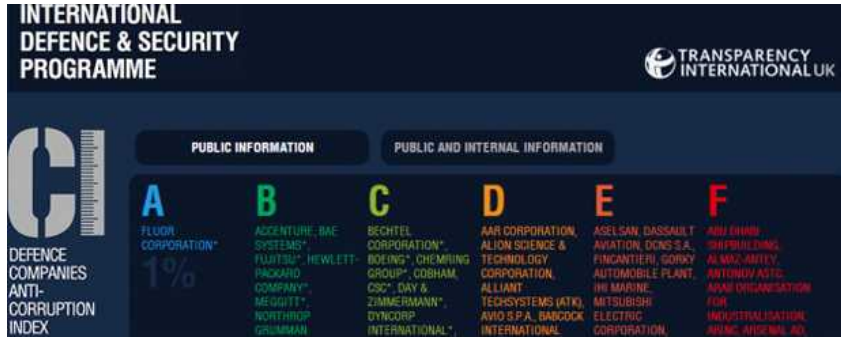 INTERNATIONAL
DEFENCE & SECURITY
PROGRAMME
TRANSPARENCY
INTERNATIONAL UK
CI
DEFENCE
COMPANIES
ANTI-
CORRUPTION
INDEX
PUBLIC INFORMATION
PUBLIC AND INTERNAL INFORMATION
A
FLUOR
CORPORATION*
1%
B
ACCENTURE, BAE
SYSTEMS*,
FUJITSU*, HEWLETT-
PACKARD
COMPANY*,
MEGGITT*,
NORTHROP
GRUMMAN
C
BECHTEL
CORPORATION*,
BOEING*, CHEMRING
GROUP*, COBHAM,
CSC*, DAY &
ZIMMERMANN*,
DYNCORP
INTERNATIONAL*,
D
AAR CORPORATION,
ALION SCIENCE &
TECHNOLOGY
CORPORATION,
ALLIANT
TECHSYSTEMS (ATK),
AVIO S.P.A., BABCOCK
INTERNATIONAL
E
ASELSAN, DASSAULT
AVIATION, DCNS S.A.,
FINCANTIERI, GORKY
AUTOMOBILE PLANT,
IHI MARINE,
MITSUBISHI
ELECTRIC
CORPORATION,
F
ABU DHABI
SHIPBUILDING,
ALMAZ-ANTEY,
ANTONOV ASTC,
ARAB ORGANISATION
FOR
INDUSTRIALISATION,
ARINC, ARSENAL AD,